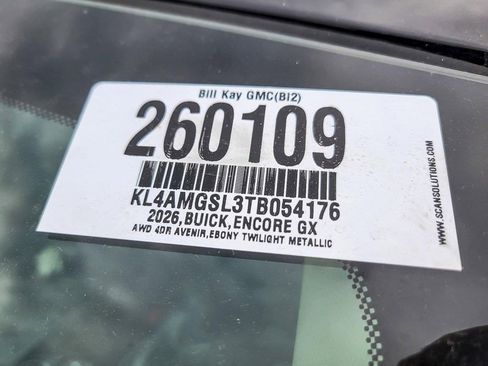 Bill Kay GMC(Bi2)
260109
KL4AMGSL3TB054176
2026,BUICK,ENCORE GX
AWD 4DR AVENIR,EBONY TWILIGHT METALLIC
WWW.SCANSOLUTIONS.COM